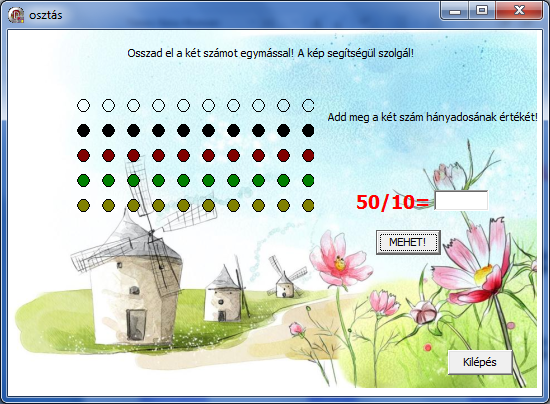 osztás
Osszad el a két számot egymással! A kép segítségül szolgál!
Add meg a két szám hányadosának értékét!
50/10=
MEHET!
Kilépés